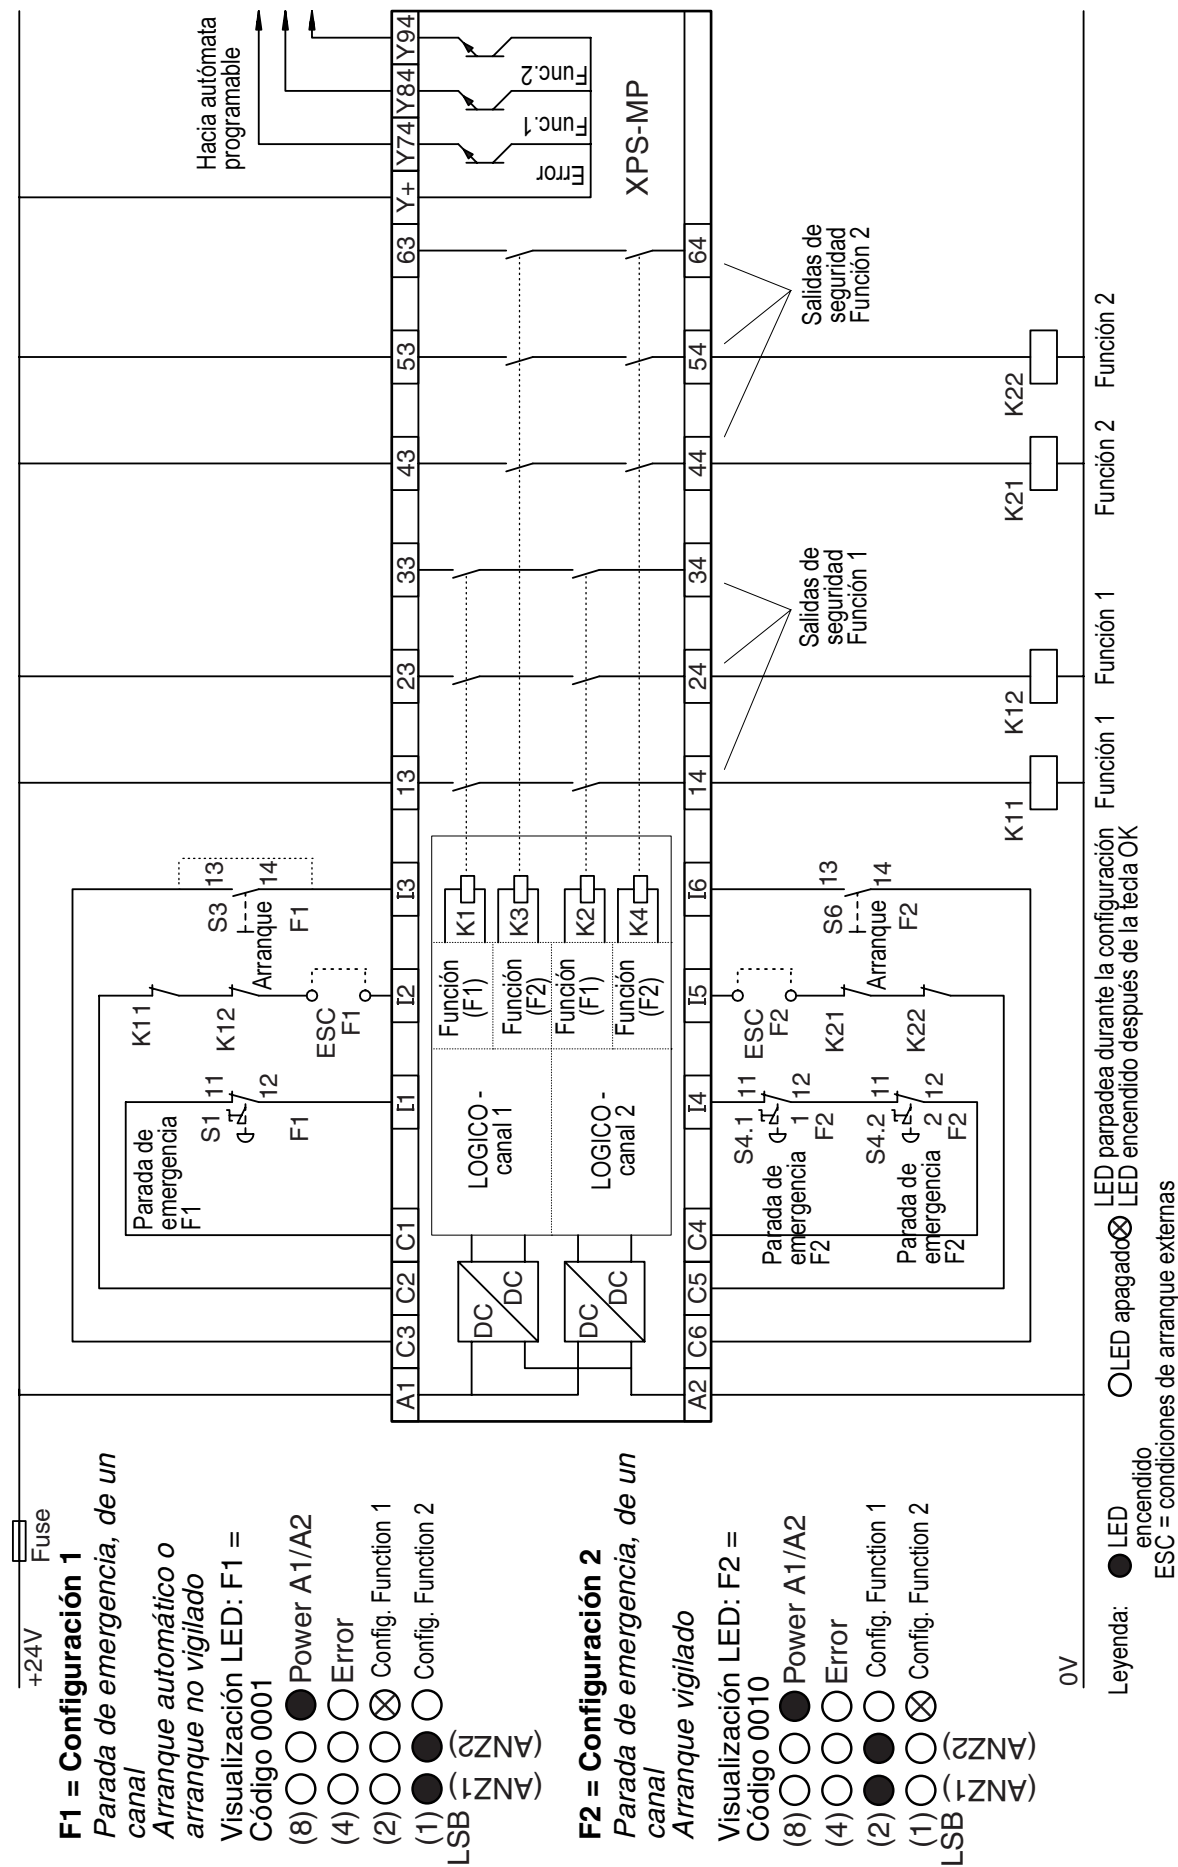 +24V
Fuse
F1 = Configuración 1
Parada de emergencia, de un
canal
Arranque automático o
arranque no vigilado
Visualización LED: F1 =
Código 0001
(8) Power A1/A2
(4) Error
(2) Config. Function 1
(1) Config. Function 2
LSB
(ANZ1)
(ANZ2)
F2 = Configuración 2
Parada de emergencia, de un
canal
Arranque vigilado
Visualización LED: F2 =
Código 0010
(8) Power A1/A2
(4) Error
(2) Config. Function 1
(1) Config. Function 2
LSB
(ANZ1)
(ANZ2)
0V
Parada de
emergencia
F1
S1
11
12
F1
K11
K12
ESC
F1
S3
13
14
Arranque
F1
Hacia autómata
programable
A1
C3
C2
C1
I1
I2
I3
13
23
33
43
53
63
Y+
Y74
Y84
Y94
DC
DC
DC
DC
LOGICO -
canal 1
LOGICO -
canal 2
Función
(F1)
Función
(F2)
Función
(F1)
Función
(F2)
K1
K3
K2
K4
Error
Func.1
Func.2
XPS-MP
A2
C6
C5
C4
I4
I5
I6
14
24
34
44
54
64
Parada de
emergencia
F2
S4.1
11
12
1
F2
Parada de
emergencia
F2
S4.2
11
12
2
F2
ESC
F2
K21
K22
S6
13
14
Arranque
F2
Salidas de
seguridad
Función 1
Salidas de
seguridad
Función 2
K11
K12
K21
K22
Función 1
Función 1
Función 2
Función 2
Leyenda:
LED
encendido
LED apagado
LED parpadea durante la configuración
LED encendido después de la tecla OK
ESC = condiciones de arranque externas